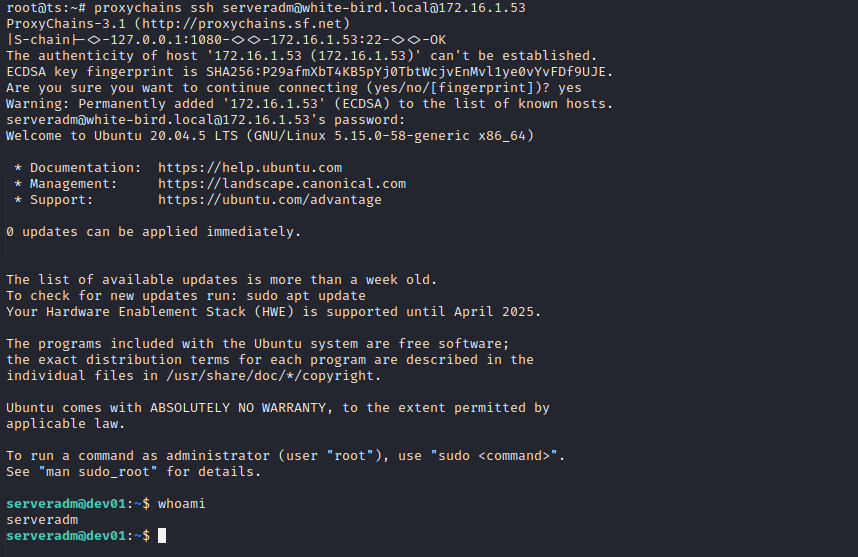 root@ts:~# proxychains ssh serveradm@white-bird.local@172.16.1.53
ProxyChains-3.1 (http://proxychains.sf.net)
|S-chain|-<>-127.0.0.1:1080-<><>-172.16.1.53:22-<><>-OK
The authenticity of host '172.16.1.53 (172.16.1.53)' can't be established.
ECDSA key fingerprint is SHA256:P29afmXbT4KB5pYj0TbtWcjvEnMvl1ye0vYvFDf9UJE.
Are you sure you want to continue connecting (yes/no/[fingerprint])? yes
Warning: Permanently added '172.16.1.53' (ECDSA) to the list of known hosts.
serveradm@white-bird.local@172.16.1.53's password:
Welcome to Ubuntu 20.04.5 LTS (GNU/Linux 5.15.0-58-generic x86_64)
* Documentation:  https://help.ubuntu.com
* Management:     https://landscape.canonical.com
* Support:        https://ubuntu.com/advantage
0 updates can be applied immediately.
The list of available updates is more than a week old.
To check for new updates run: sudo apt update
Your Hardware Enablement Stack (HWE) is supported until April 2025.
The programs included with the Ubuntu system are free software;
the exact distribution terms for each program are described in the
individual files in /usr/share/doc/*/copyright.
Ubuntu comes with ABSOLUTELY NO WARRANTY, to the extent permitted by
applicable law.
To run a command as administrator (user "root"), use "sudo <command>".
See "man sudo_root" for details.
serveradm@dev01:~$ whoami
serveradm
serveradm@dev01:~$